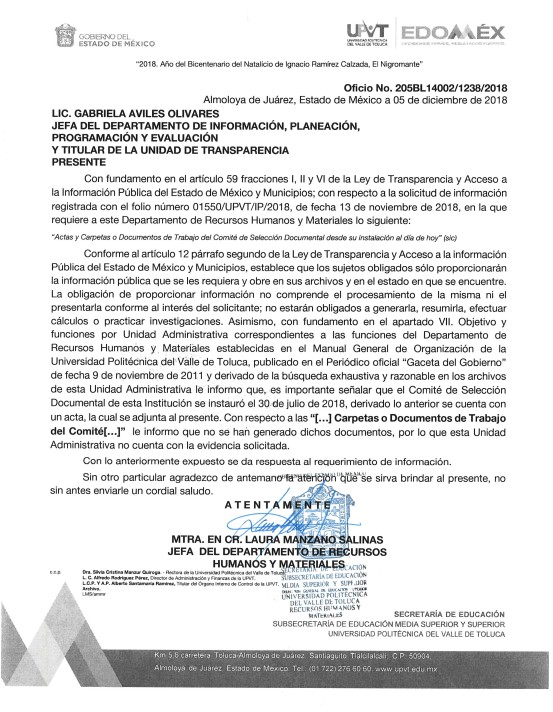 GOBIERNO DEL
ESTADO DE MÉXICO
UPVT
UNIVERSIDAD POLITÉCNICA
DEL VALLE DE TOLUCA
EDOMÉX
"2018. Año del Bicentenario del Natalicio de Ignacio Ramírez Calzada, El Nigromante"
Oficio No. 205BL14002/1238/2018
Almoloya de Juárez, Estado de México a 05 de diciembre de 2018
LIC. GABRIELA AVILES OLIVARES
JEFA DEL DEPARTAMENTO DE INFORMACIÓN, PLANEACIÓN,
PROGRAMACIÓN Y EVALUACIÓN
Y TITULAR DE LA UNIDAD DE TRANSPARENCIA
PRESENTE
Con fundamento en el artículo 59 fracciones I, II y VI de la Ley de Transparencia y Acceso a
la Información Pública del Estado de México y Municipios; con respecto a la solicitud de información
registrada con el folio número 01550/UPVT/IP/2018, de fecha 13 de noviembre de 2018, en la que
requiere a este Departamento de Recursos Humanos y Materiales lo siguiente:
"Actas y Carpetas o Documentos de Trabajo del Comité de Selección Documental desde su instalación al día de hoy" (sic)
Conforme al artículo 12 párrafo segundo de la Ley de Transparencia y Acceso a la información
Pública del Estado de México y Municipios, establece que los sujetos obligados sólo proporcionarán
la información pública que se les requiera y obre en sus archivos y en el estado en que se encuentre.
La obligación de proporcionar información no comprende el procesamiento de la misma ni el
presentarla conforme al interés del solicitante; no estarán obligados a generarla, resumirla, efectuar
cálculos o practicar investigaciones. Asimismo, con fundamento en el apartado VII. Objetivo y
funciones por Unidad Administrativa correspondientes a las funciones del Departamento de
Recursos Humanos y Materiales establecidas en el Manual General de Organización de la
Universidad Politécnica del Valle de Toluca, publicado en el Periódico oficial "Gaceta del Gobierno"
de fecha 9 de noviembre de 2011 y derivado de la búsqueda exhaustiva y razonable en los archivos
de esta Unidad Administrativa le informo que, es importante señalar que el Comité de Selección
Documental de esta Institución se instauró el 30 de julio de 2018, derivado lo anterior se cuenta con
un acta, la cual se adjunta al presente. Con respecto a las "[...] Carpetas o Documentos de Trabajo
del Comité[...]" le informo que no se han generado dichos documentos, por lo que esta Unidad
Administrativa no cuenta con la evidencia solicitada.
Con lo anteriormente expuesto se da respuesta al requerimiento de información.
Sin otro particular agradezco de antemano la atención que se sirva brindar al presente, no
sin antes enviarle un cordial saludo.
ATENTAMENTE
MTRA. EN CR. LAURA MANZANO SALINAS
JEFA DEL DEPARTAMENTO DE RECURSOS
HUMANOS Y MATERIALES
c.c.p. Dra. Silvia Cristina Manzur Quiroga. - Rectora de la Universidad Politécnica del Valle de Toluca.
L. C. Alfredo Rodríguez Pérez, Director de Administración y Finanzas de la UPVT.
L.D.P. Y A.P. Alberto Santamaría Ramírez, Titular del Órgano Interno de Control de la UPVT.
Archivo.
SECRETARÍA DE EDUCACIÓN
SUBSECRETARÍA DE EDUCACIÓN
MEDIA SUPERIOR Y SUPERIOR
UNIVERSIDAD POLITÉCNICA
DEL VALLE DE TOLUCA
RECURSOS HUMANOS Y
MATERIALES
SECRETARÍA DE EDUCACIÓN
SUBSECRETARÍA DE EDUCACIÓN MEDIA SUPERIOR Y SUPERIOR
UNIVERSIDAD POLITÉCNICA DEL VALLE DE TOLUCA
Km 5.6 carretera Toluca-Almoloya de Juárez, Santiaguito Tlalcilalcali, C.P. 50904,
Almoloya de Juárez, Estado de México. Tel.: (01 722) 276 60 60. www.upvt.edu.mx